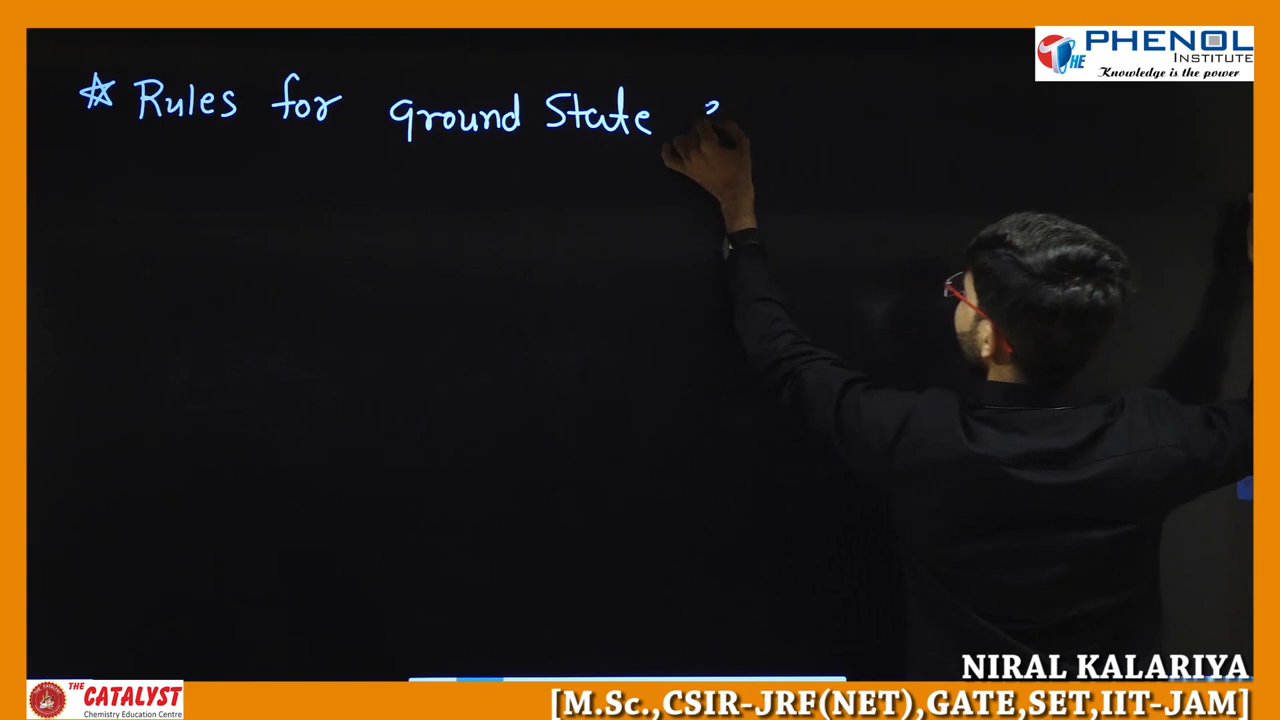 THE PHENOL
INSTITUTE
Knowledge is the power
☆ Rules for ground State :
NIRAL KALARIYA
[M.Sc.,CSIR-JRF(NET),GATE,SET,IIT-JAM]
THE CATALYST
Chemistry Education Centre